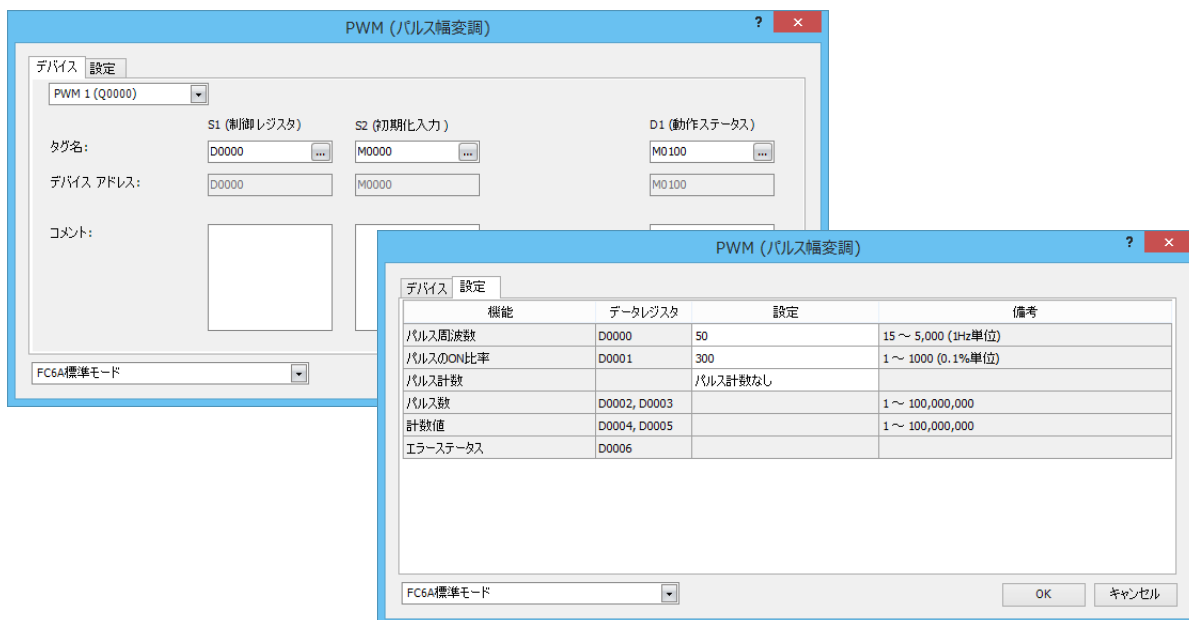 PWM (パルス幅変調)
? ×
デバイス 設定
PWM 1 (Q0000)
S1 (制御レジスタ) S2 (初期化入力) D1 (動作ステータス)
タグ名: D0000 ... M0000 ... M0100 ...
デバイス アドレス: D0000 M0000 M0100
コメント:
FC6A標準モード
PWM (パルス幅変調)
? ×
デバイス 設定
機能 データレジスタ 設定 備考
パルス周波数 D0000 50 15 ～ 5,000 (1Hz単位)
パルスのON比率 D0001 300 1 ～ 1000 (0.1%単位)
パルス計数 パルス計数なし
パルス数 D0002, D0003 1 ～ 100,000,000
計数値 D0004, D0005 1 ～ 100,000,000
エラーステータス D0006
FC6A標準モード
OK キャンセル